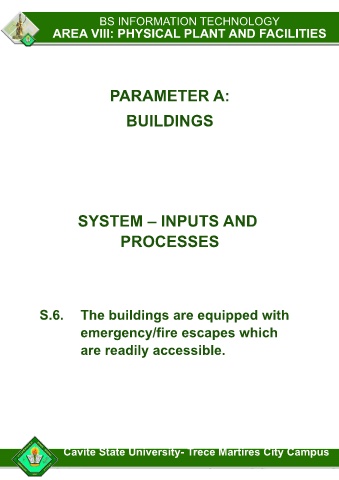 BS INFORMATION TECHNOLOGY
AREA VIII: PHYSICAL PLANT AND FACILITIES
PARAMETER A:
BUILDINGS
SYSTEM – INPUTS AND
PROCESSES
S.6. The buildings are equipped with
emergency/fire escapes which
are readily accessible.
Cavite State University- Trece Martires City Campus